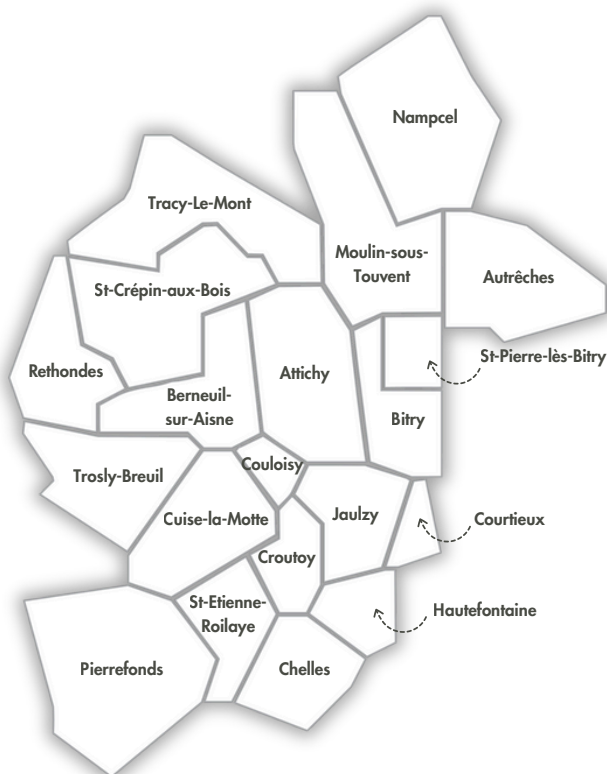 Nampcel
Tracy-Le-Mont
Moulin-sous-
Touvent
Autrêches
St-Crépin-aux-Bois
St-Pierre-lès-Bitry
Rethondes
Attichy
Berneuil-
sur-Aisne
Bitry
Couloisy
Trosly-Breuil
Cuise-la-Motte
Jaulzy
Courtieux
Croutoy
St-Etienne-
Roilaye
Hautefontaine
Pierrefonds
Chelles